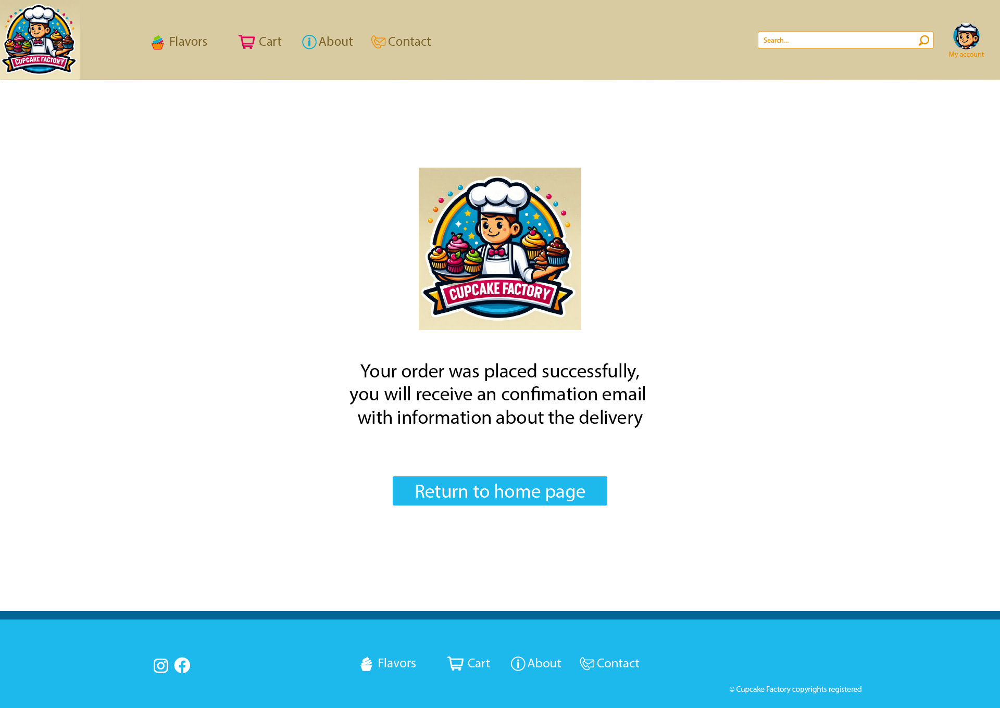 CUPCAKE FACTORY
Flavors
Cart
About
Contact
Search...
My account
CUPCAKE FACTORY
Your order was placed successfully,
you will receive an confimation email
with information about the delivery
Return to home page
Flavors
Cart
About
Contact
© Cupcake Factory copyrights registered